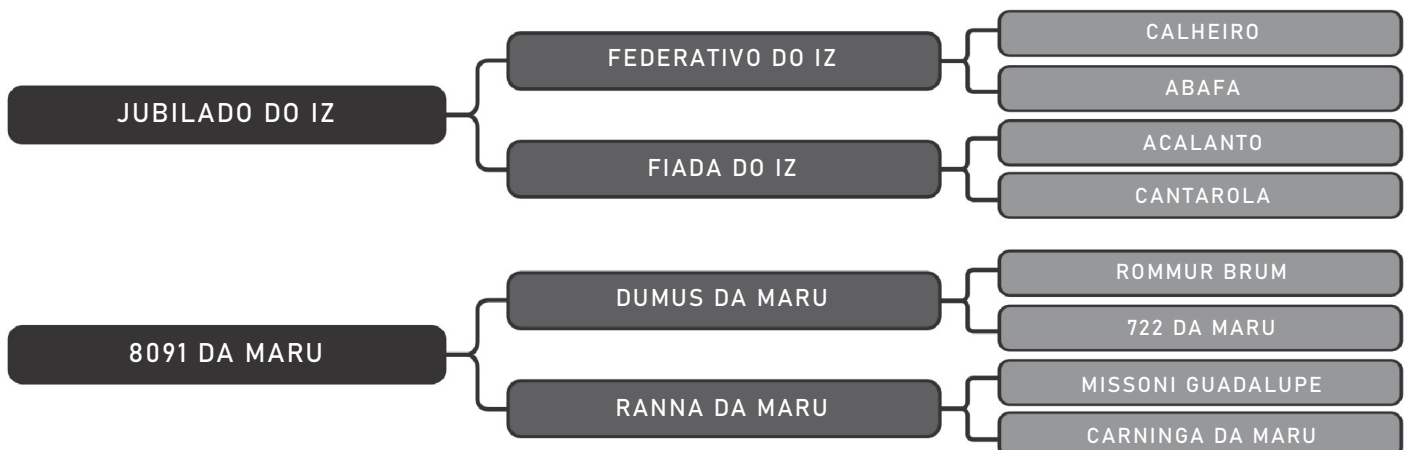 JUBILADO DO IZ
FEDERATIVO DO IZ
CALHEIRO
ABAFA
FIADA DO IZ
ACALANTO
CANTAROLA
8091 DA MARU
DUMUS DA MARU
ROMMUR BRUM
722 DA MARU
RANNA DA MARU
MISSONI GUADALUPE
CARNINGA DA MARU